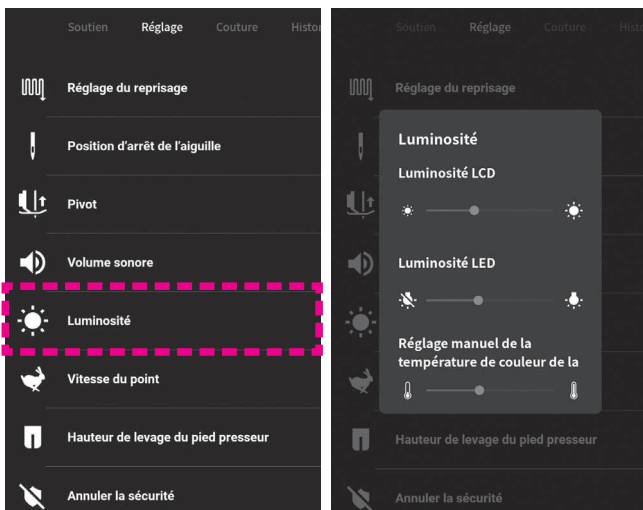 Soutien Réglage Couture Histo
Réglage du reprisage
Position d'arrêt de l'aiguille
Pivot
Volume sonore
Luminosité
Vitesse du point
Hauteur de levage du pied presseur
Annuler la sécurité
Soutien Réglage Couture Histo
Réglage du reprisage
Luminosité
Luminosité LCD
Luminosité LED
Réglage manuel de la
température de couleur de la
Hauteur de levage du pied presseur
Annuler la sécurité